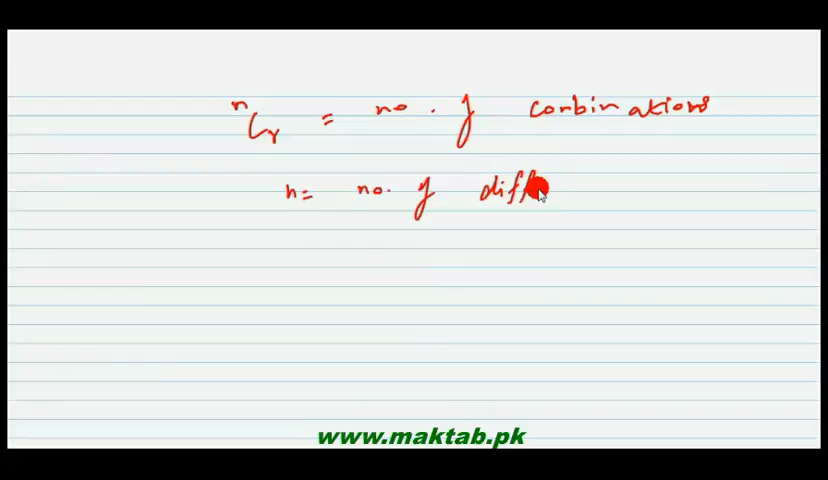 ⁿCᵣ = no. of combinations
n = no. of diff
www.maktab.pk